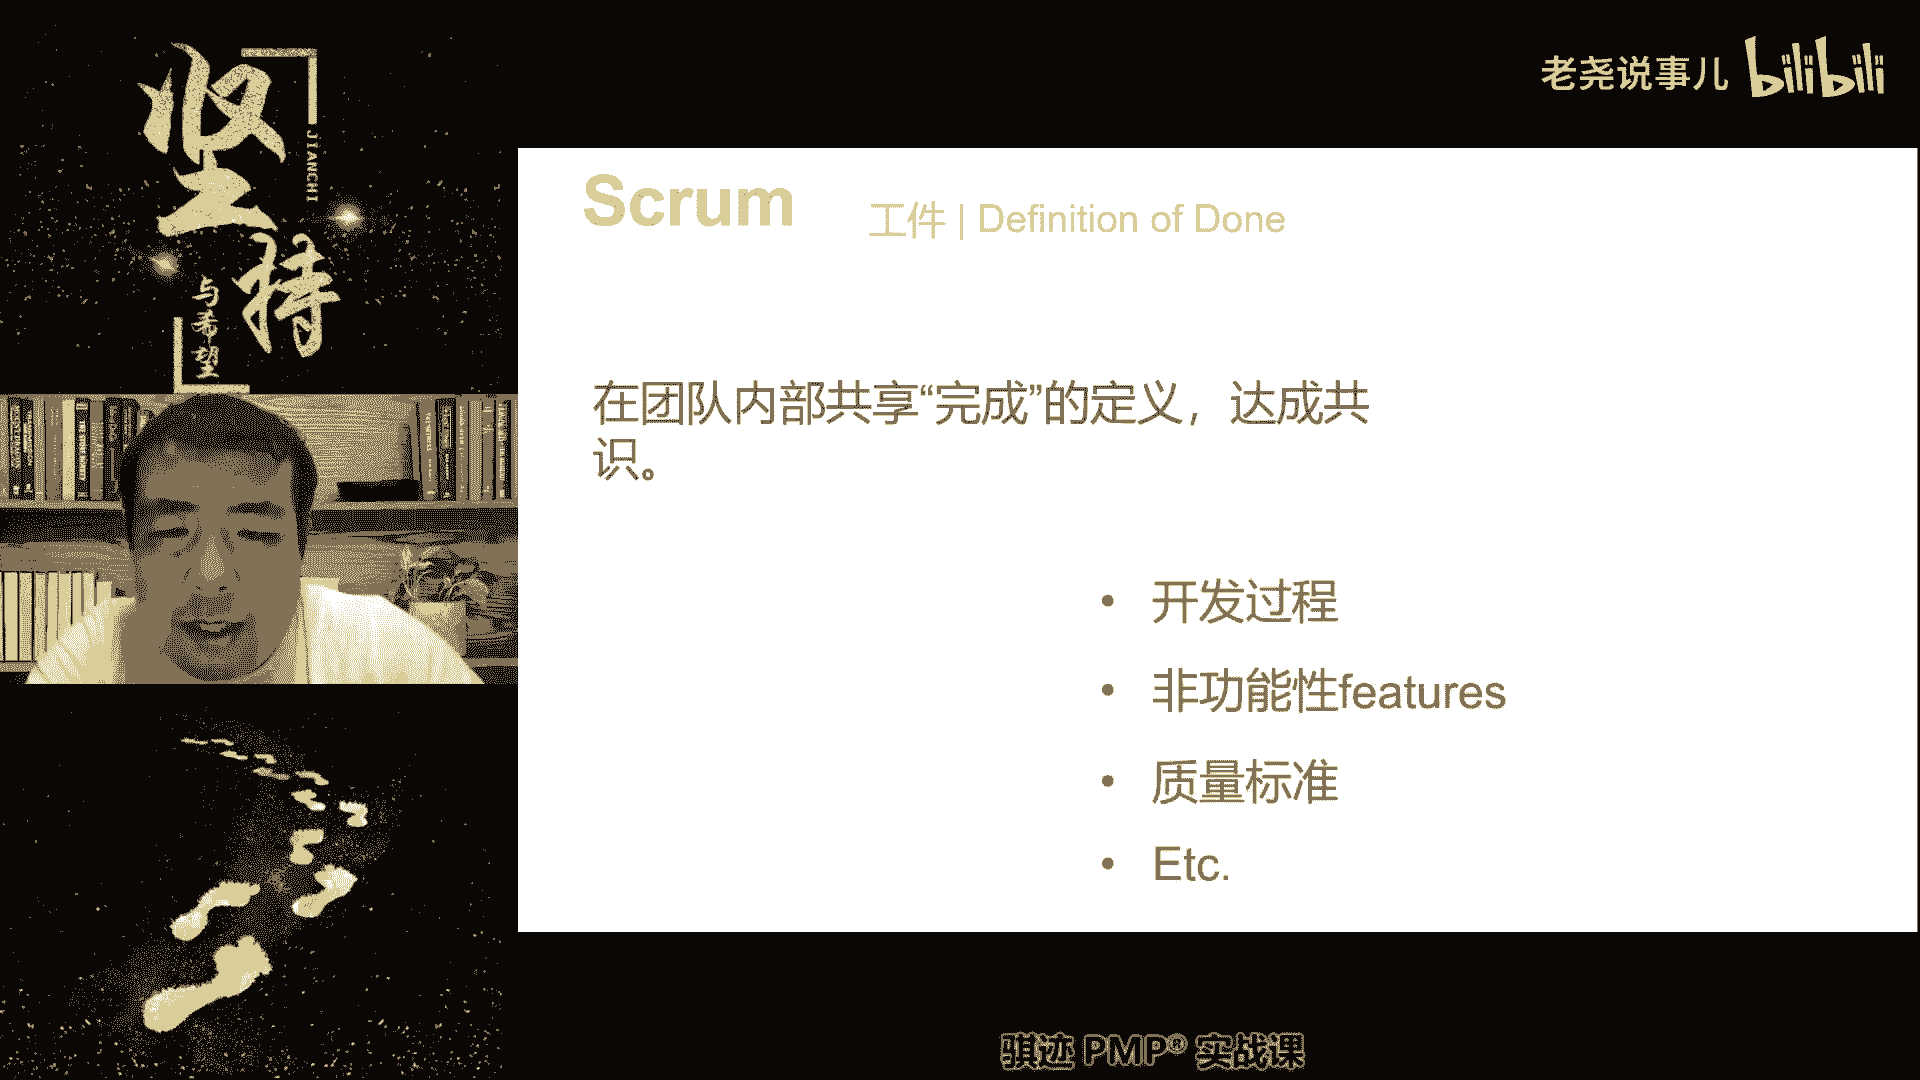 坚持
JIANCHI
与希望
老尧说事儿 bilibili
Scrum 工件 | Definition of Done
在团队内部共享“完成”的定义，达成共
识。
• 开发过程
• 非功能性features
• 质量标准
• Etc.
骐迹 PMP® 实战课